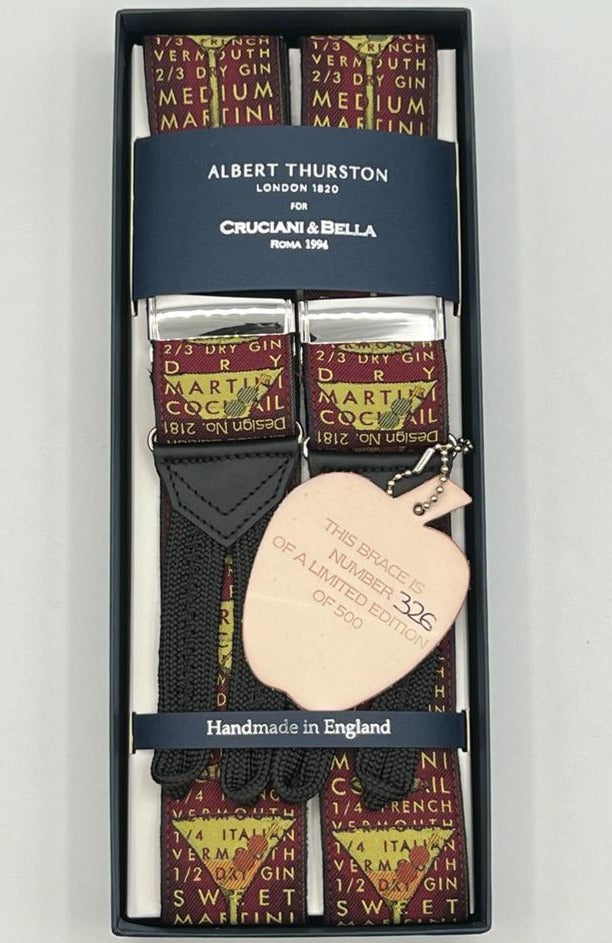 1/3 FRENCH
VERMOUTH
2/3 DRY GIN
MEDIUM
MARTINI
1/3 FRENCH
VERMOUTH
2/3 DRY GIN
MEDIUM
MARTINI
ALBERT THURSTON
LONDON 1820
FOR
CRUCIANI & BELLA
ROMA 1994
2/3 DRY GIN
DRY
MARTINI
COCKTAIL
Design No. 2181
2/3 DRY GIN
DRY
MARTINI
COCKTAIL
Design No. 2181
THIS BRACE IS
NUMBER 326
OF A LIMITED EDITION
OF 500
Handmade in England
1/4 FRENCH
VERMOUTH
1/4 ITALIAN
VERMOUTH
1/2 DRY GIN
SWEET
MARTINI
COCKTAIL
1/4 FRENCH
VERMOUTH
1/4 ITALIAN
VERMOUTH
1/2 DRY GIN
SWEET
MARTINI